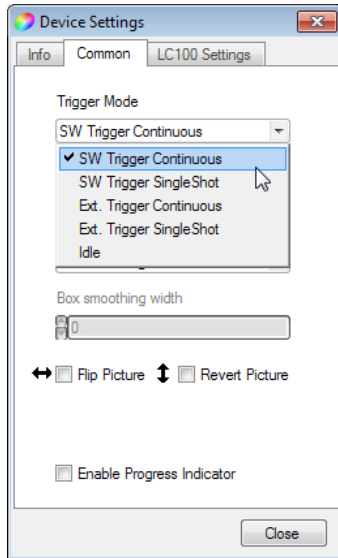 Device Settings
Info
Common
LC100 Settings
Trigger Mode
SW Trigger Continuous
SW Trigger Continuous
SW Trigger SingleShot
Ext. Trigger Continuous
Ext. Trigger SingleShot
Idle
Box smoothing width
0
Flip Picture
Revert Picture
Enable Progress Indicator
Close